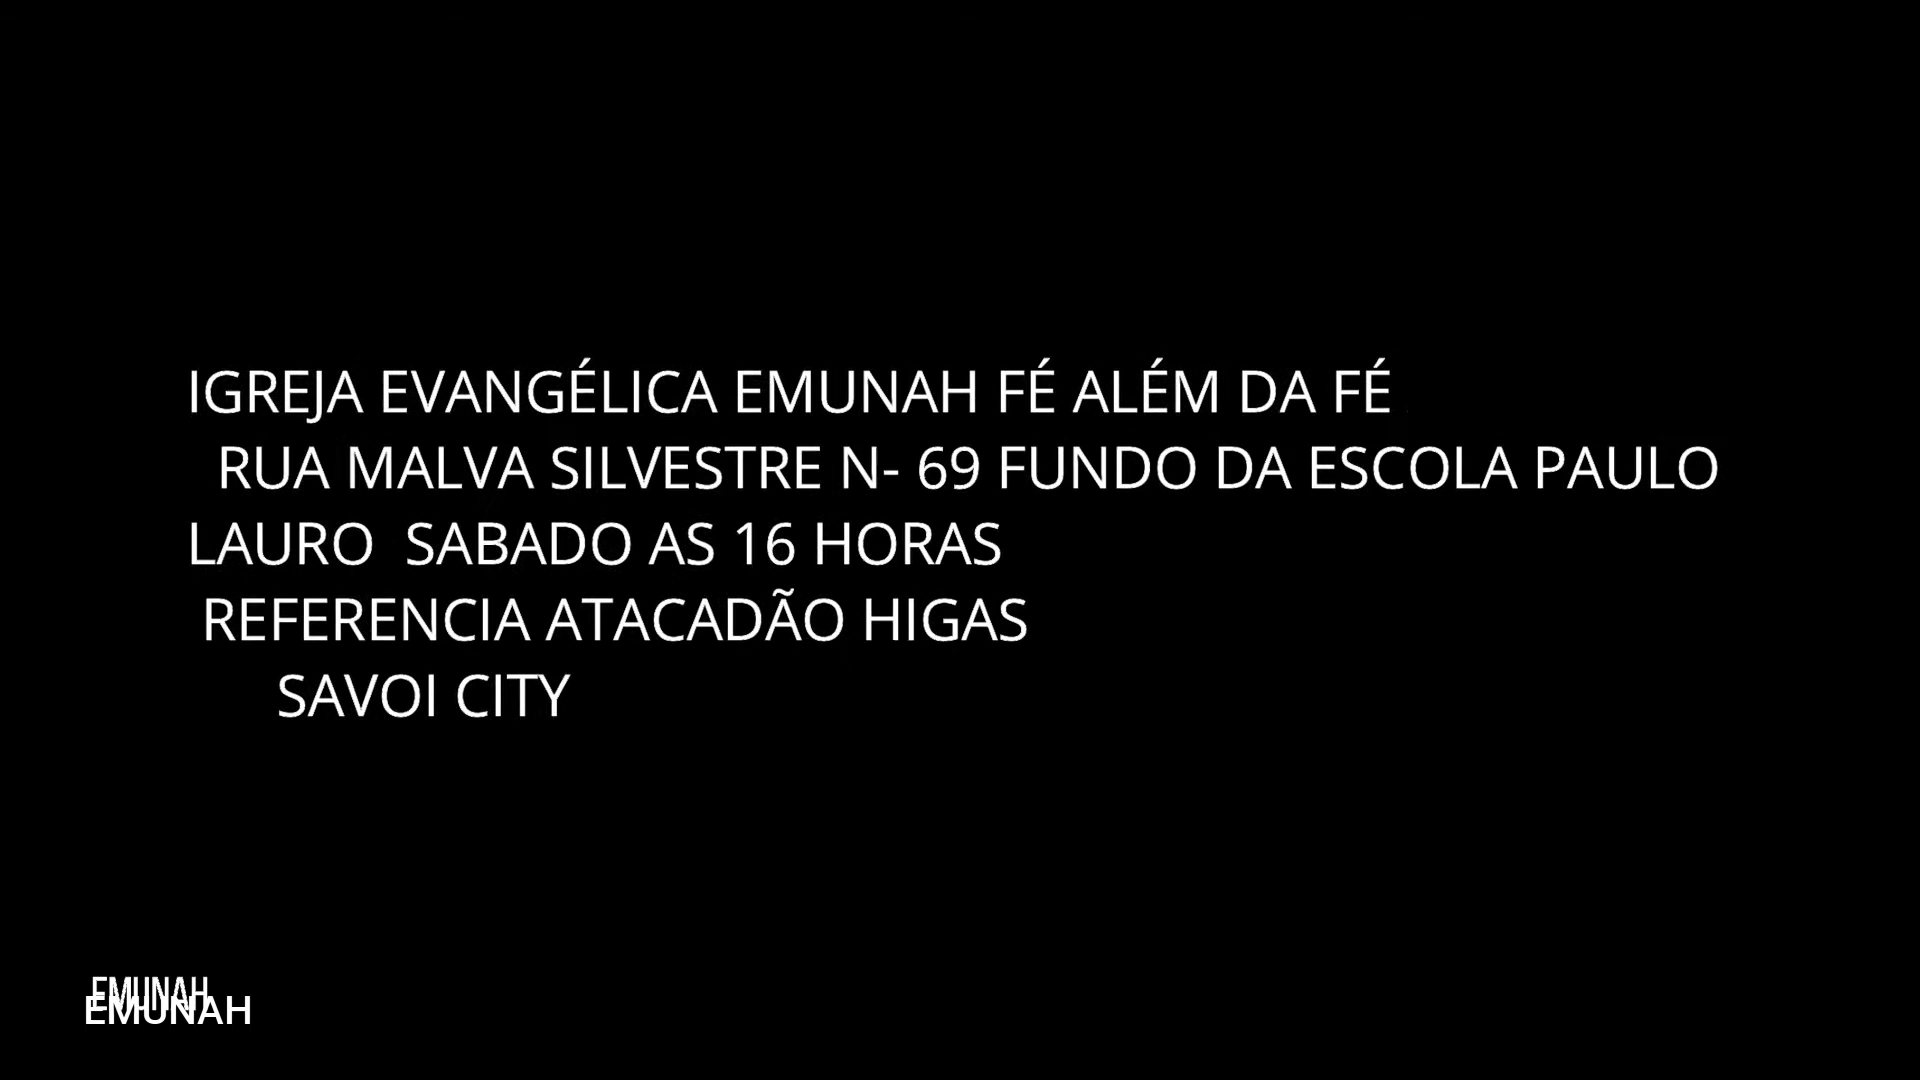 IGREJA EVANGÉLICA EMUNAH FÉ ALÉM DA FÉ
RUA MALVA SILVESTRE N- 69 FUNDO DA ESCOLA PAULO
LAURO  SABADO AS 16 HORAS
REFERENCIA ATACADÃO HIGAS
SAVOI CITY
EMUNAH
EMUNAH